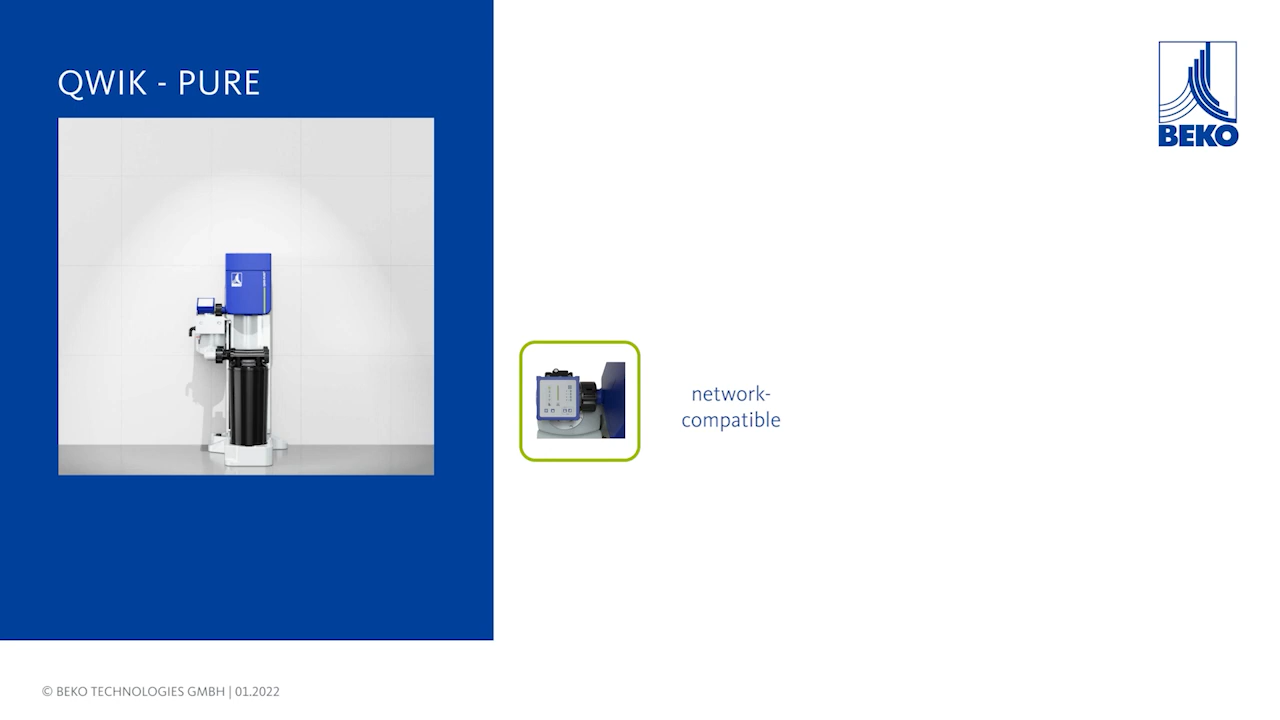 QWIK - PURE
BEKO
network-
compatible
© BEKO TECHNOLOGIES GMBH | 01.2022